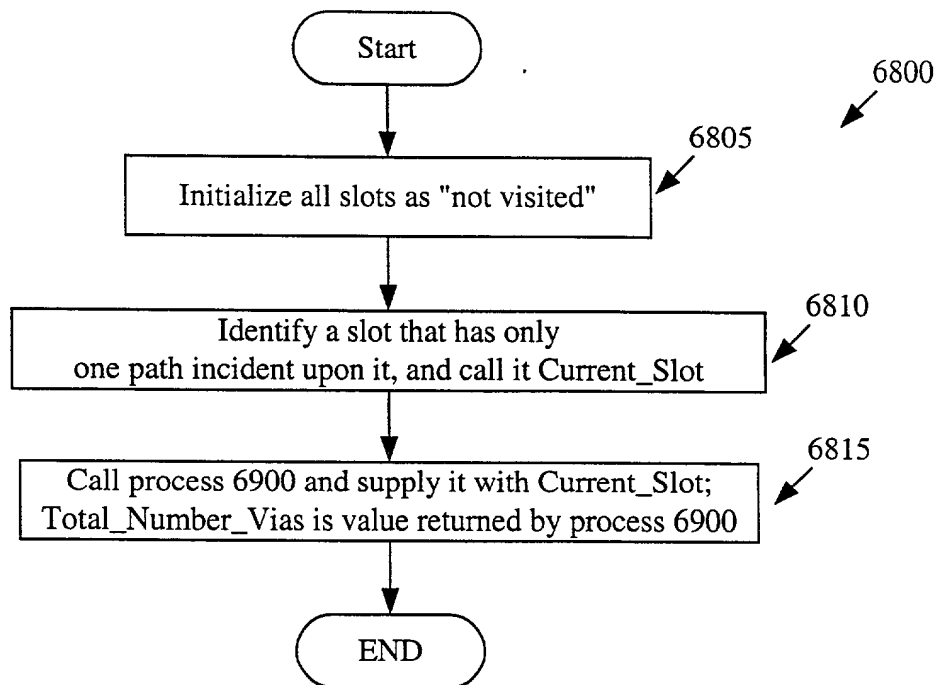 Start
6800
6805
Initialize all slots as "not visited"
6810
Identify a slot that has only
one path incident upon it, and call it Current_Slot
6815
Call process 6900 and supply it with Current_Slot;
Total_Number_Vias is value returned by process 6900
END